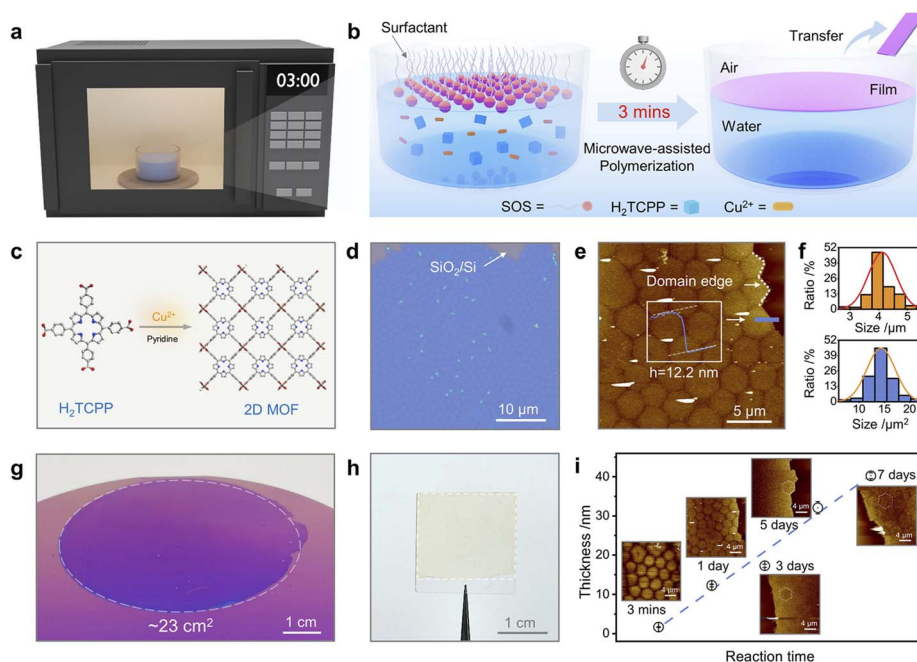 a
03:00
b
Surfactant
3 mins
Microwave-assisted
Polymerization
Transfer
Air
Film
Water
SOS =
H₂TCPP =
Cu²⁺ =
c
Cu²⁺
Pyridine
H₂TCPP
2D MOF
d
SiO₂/Si
10 μm
e
Domain edge
h=12.2 nm
5 μm
f
Ratio /%
52
39
26
13
0
3 4 5
Size /μm
Ratio /%
52
39
26
13
0
10 15 20
Size /μm²
g
~23 cm²
1 cm
h
1 cm
i
Thickness /nm
40
30
20
10
0
3 mins
4 μm
1 day
4 μm
5 days
4 μm
3 days
4 μm
7 days
4 μm
Reaction time